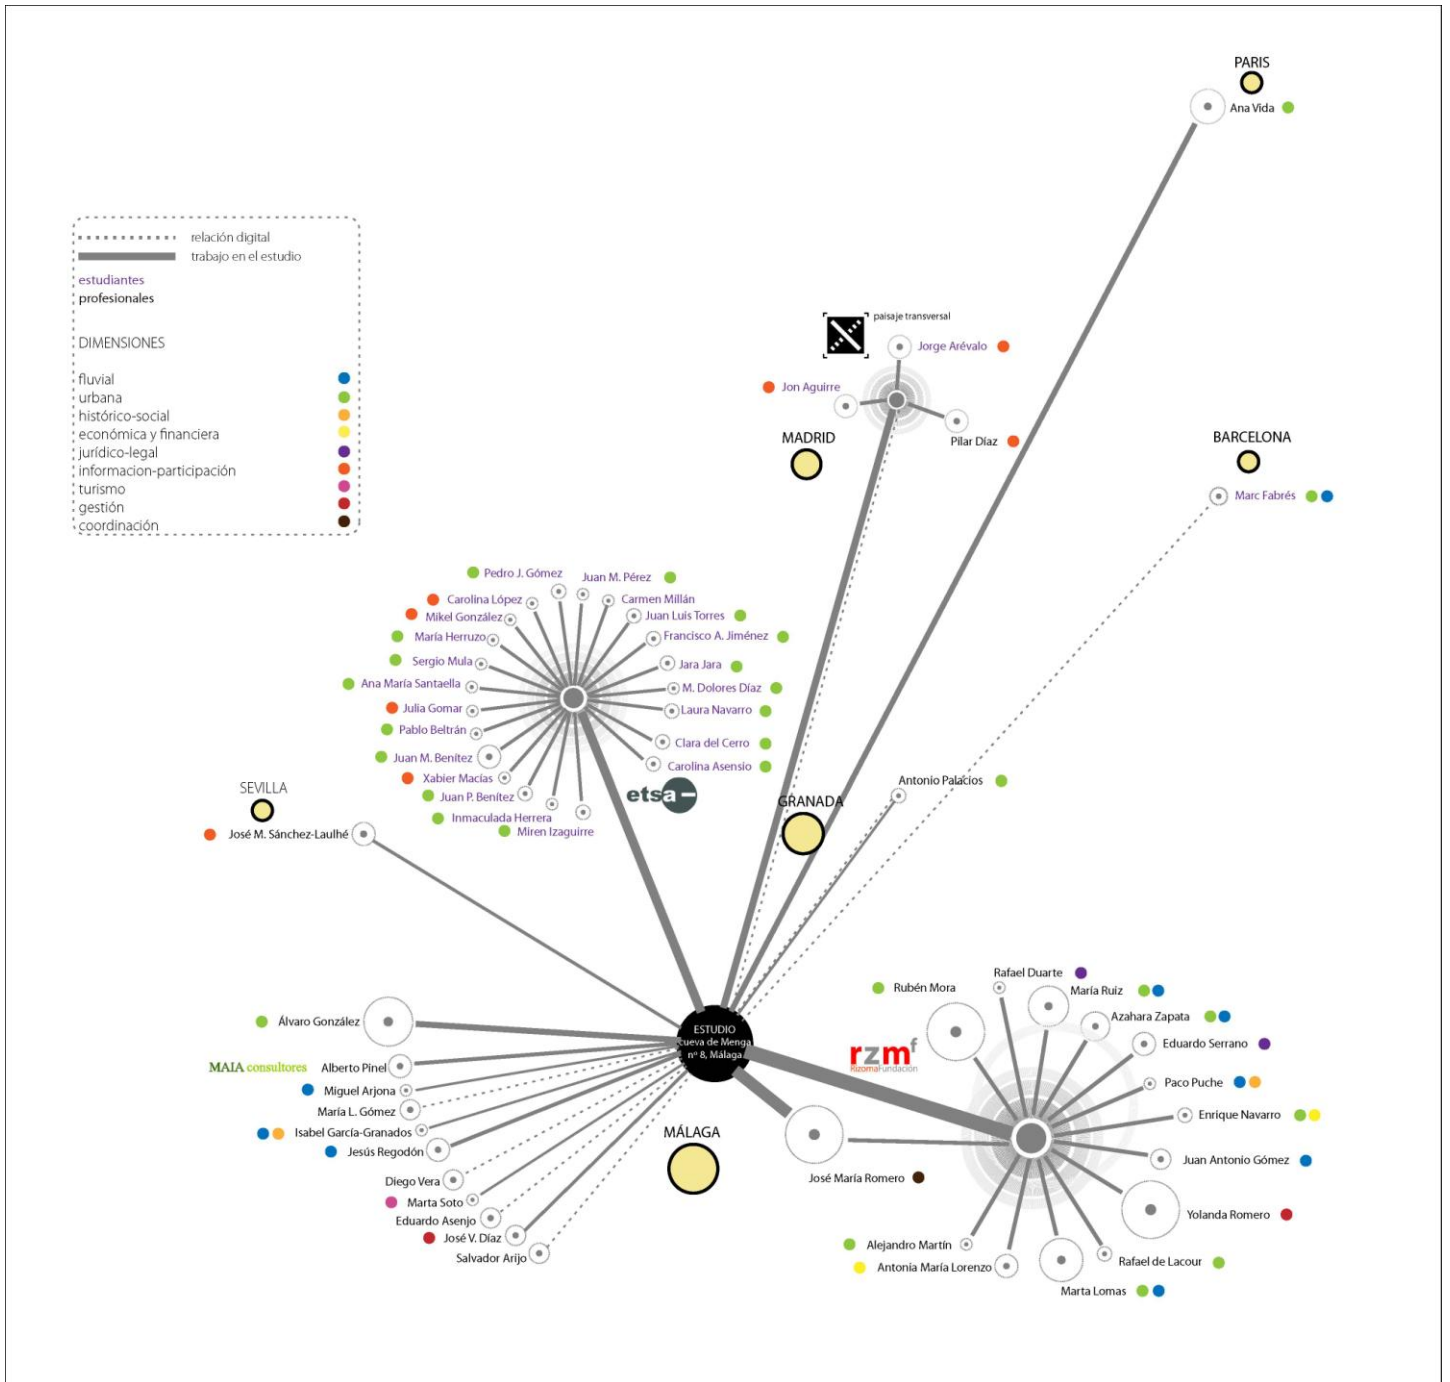 PARIS
Ana Vida
relación digital
trabajo en el estudio
estudiantes
profesionales
DIMENSIONES
fluvial
urbana
histórico-social
económica y financiera
jurídico-legal
informacion-participación
turismo
gestión
coordinación
paisaje transversal
Jorge Arévalo
Jon Aguirre
Pilar Díaz
MADRID
BARCELONA
Marc Fabrés
Pedro J. Gómez
Juan M. Pérez
Carolina López
Carmen Millán
Mikel González
Juan Luis Torres
María Herruzo
Francisco A. Jiménez
Sergio Mula
Jara Jara
Ana María Santaella
M. Dolores Díaz
Julia Gomar
Laura Navarro
Pablo Beltrán
Clara del Cerro
Juan M. Benítez
Carolina Asensio
Xabier Macías
Juan P. Benítez
Inmaculada Herrera
Miren Izaguirre
etsa
SEVILLA
José M. Sánchez-Laulhé
Antonio Palacios
GRANADA
ESTUDIO
cueva de Menga
nº 8, Málaga
Álvaro González
MAIA consultores
Alberto Pinel
Miguel Arjona
María L. Gómez
Isabel García-Granados
Jesús Regodón
Diego Vera
Marta Soto
Eduardo Asenjo
José V. Díaz
Salvador Arijo
MÁLAGA
rzmf
RizomaFundación
José María Romero
Rubén Mora
Rafael Duarte
María Ruiz
Azahara Zapata
Eduardo Serrano
Paco Puche
Enrique Navarro
Juan Antonio Gómez
Yolanda Romero
Rafael de Lacour
Marta Lomas
Alejandro Martín
Antonia María Lorenzo